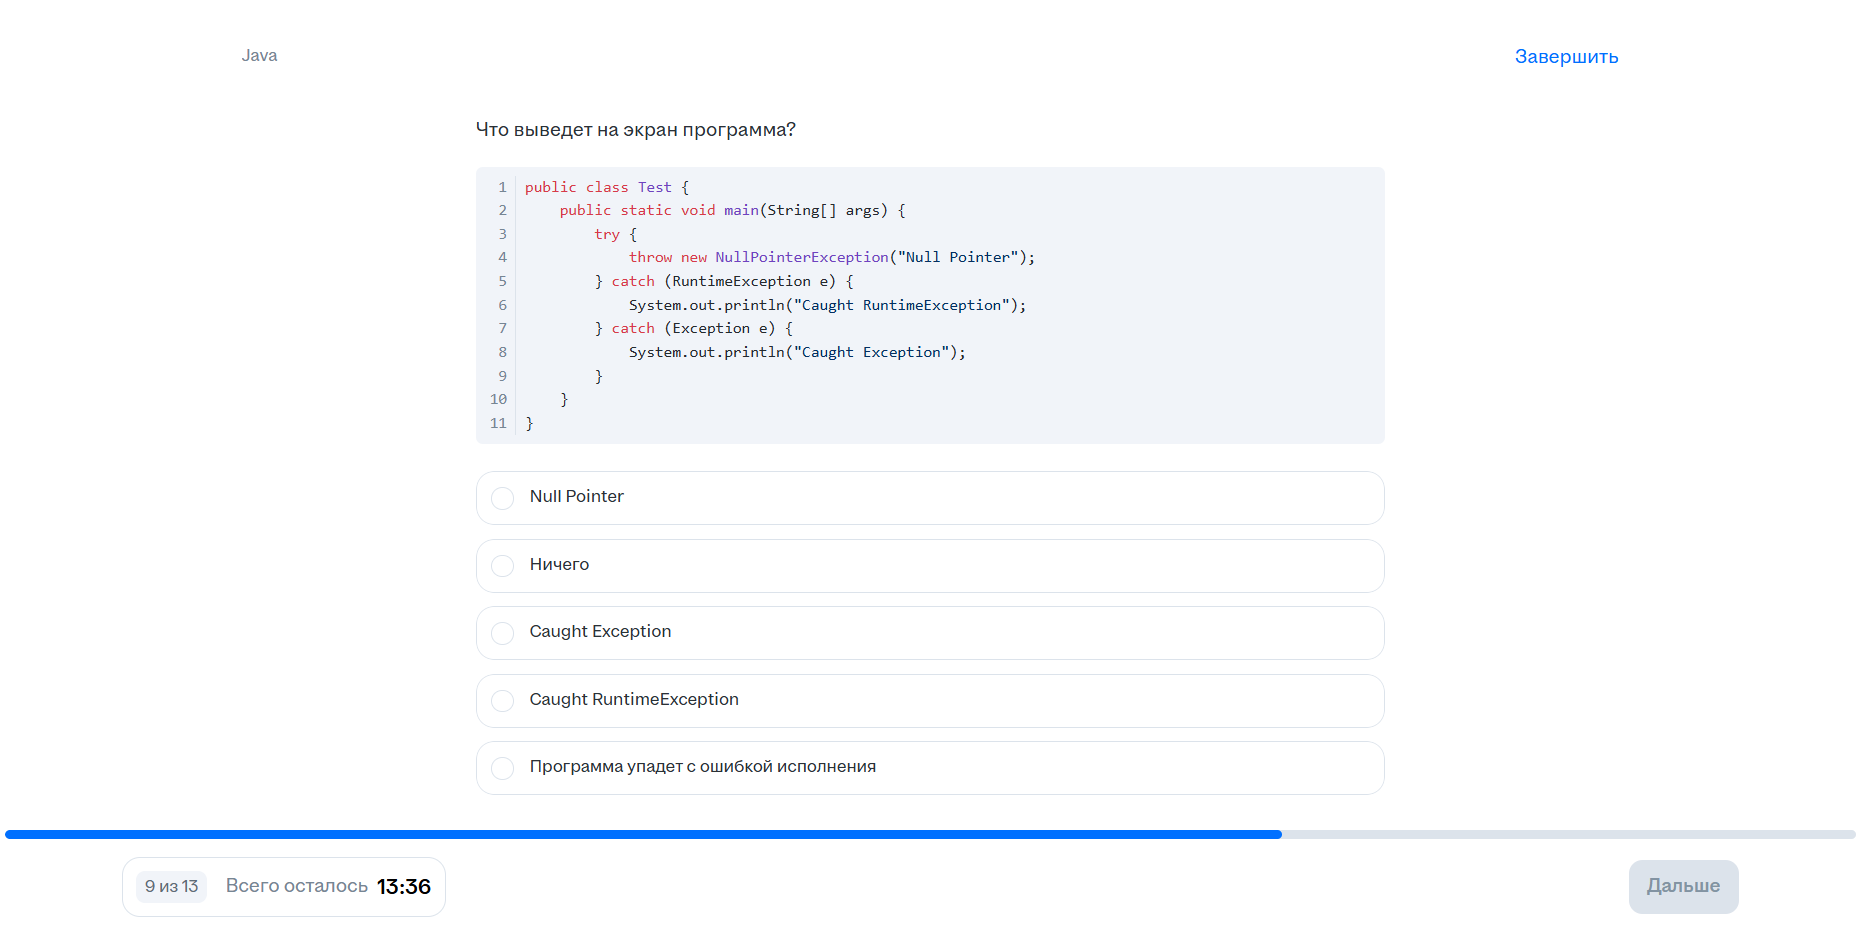 Java
Завершить
Что выведет на экран программа?
1 public class Test {
2     public static void main(String[] args) {
3         try {
4             throw new NullPointerException("Null Pointer");
5         } catch (RuntimeException e) {
6             System.out.println("Caught RuntimeException");
7         } catch (Exception e) {
8             System.out.println("Caught Exception");
9         }
10     }
11 }
Null Pointer
Ничего
Caught Exception
Caught RuntimeException
Программа упадет с ошибкой исполнения
9 из 13 Всего осталось 13:36
Дальше